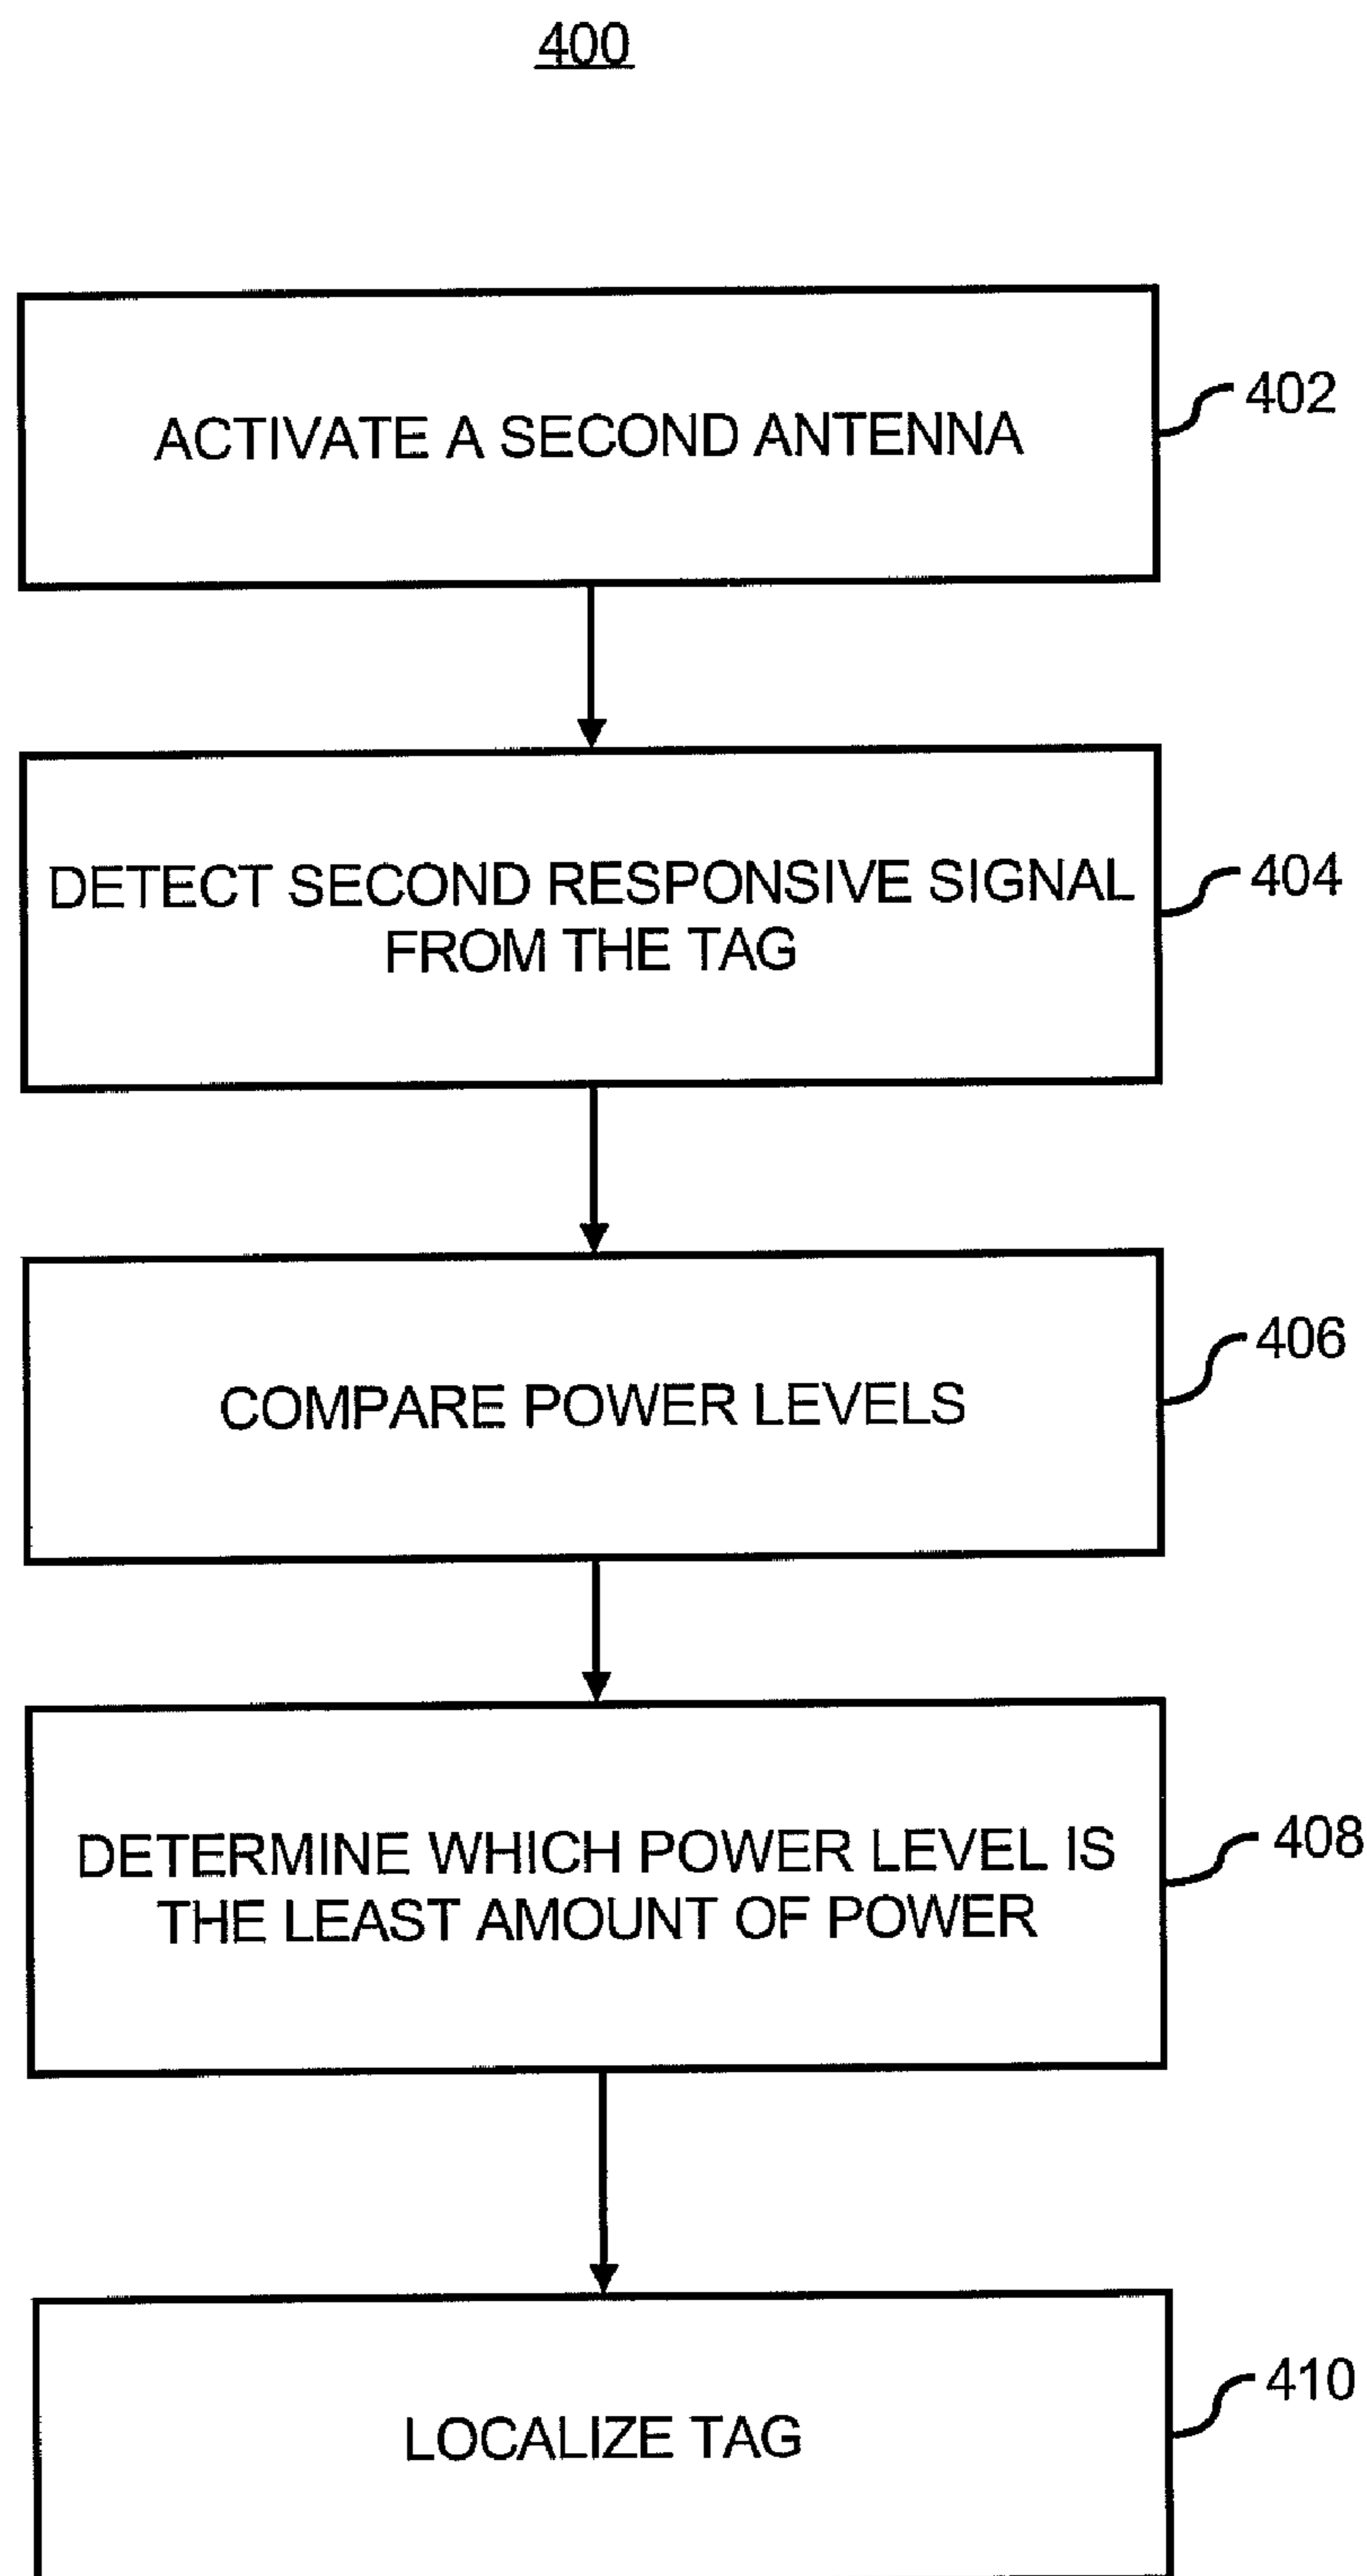 400
ACTIVATE A SECOND ANTENNA
402
DETECT SECOND RESPONSIVE SIGNAL
FROM THE TAG
404
COMPARE POWER LEVELS
406
DETERMINE WHICH POWER LEVEL IS
THE LEAST AMOUNT OF POWER
408
LOCALIZE TAG
410